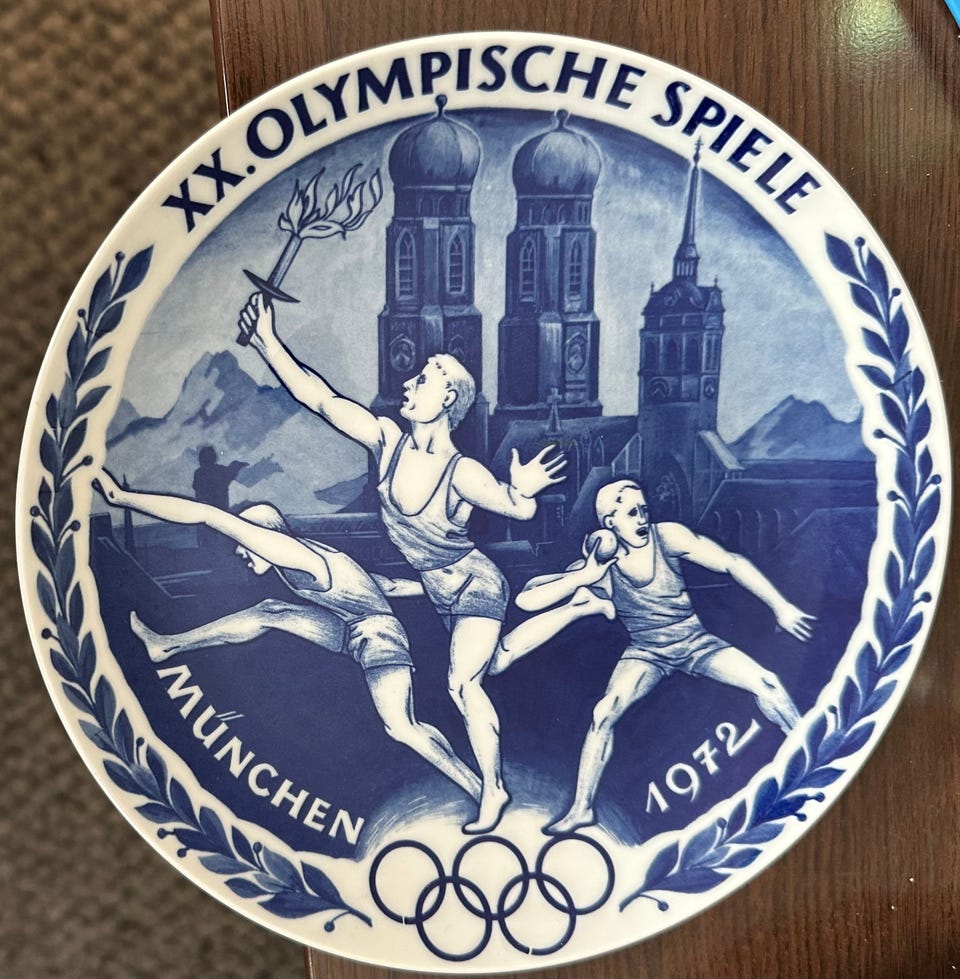 XX. OLYMPISCHE SPIELE
MÜNCHEN
1972